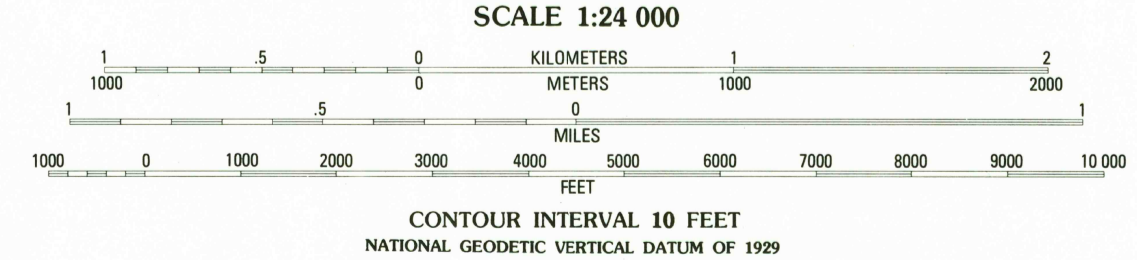 SCALE 1:24 000
1 .5 0 KILOMETERS 1 2
1000 0 METERS 1000 2000
1 .5 0 1
MILES
1000 0 1000 2000 3000 4000 5000 6000 7000 8000 9000 10 000
FEET
CONTOUR INTERVAL 10 FEET
NATIONAL GEODETIC VERTICAL DATUM OF 1929